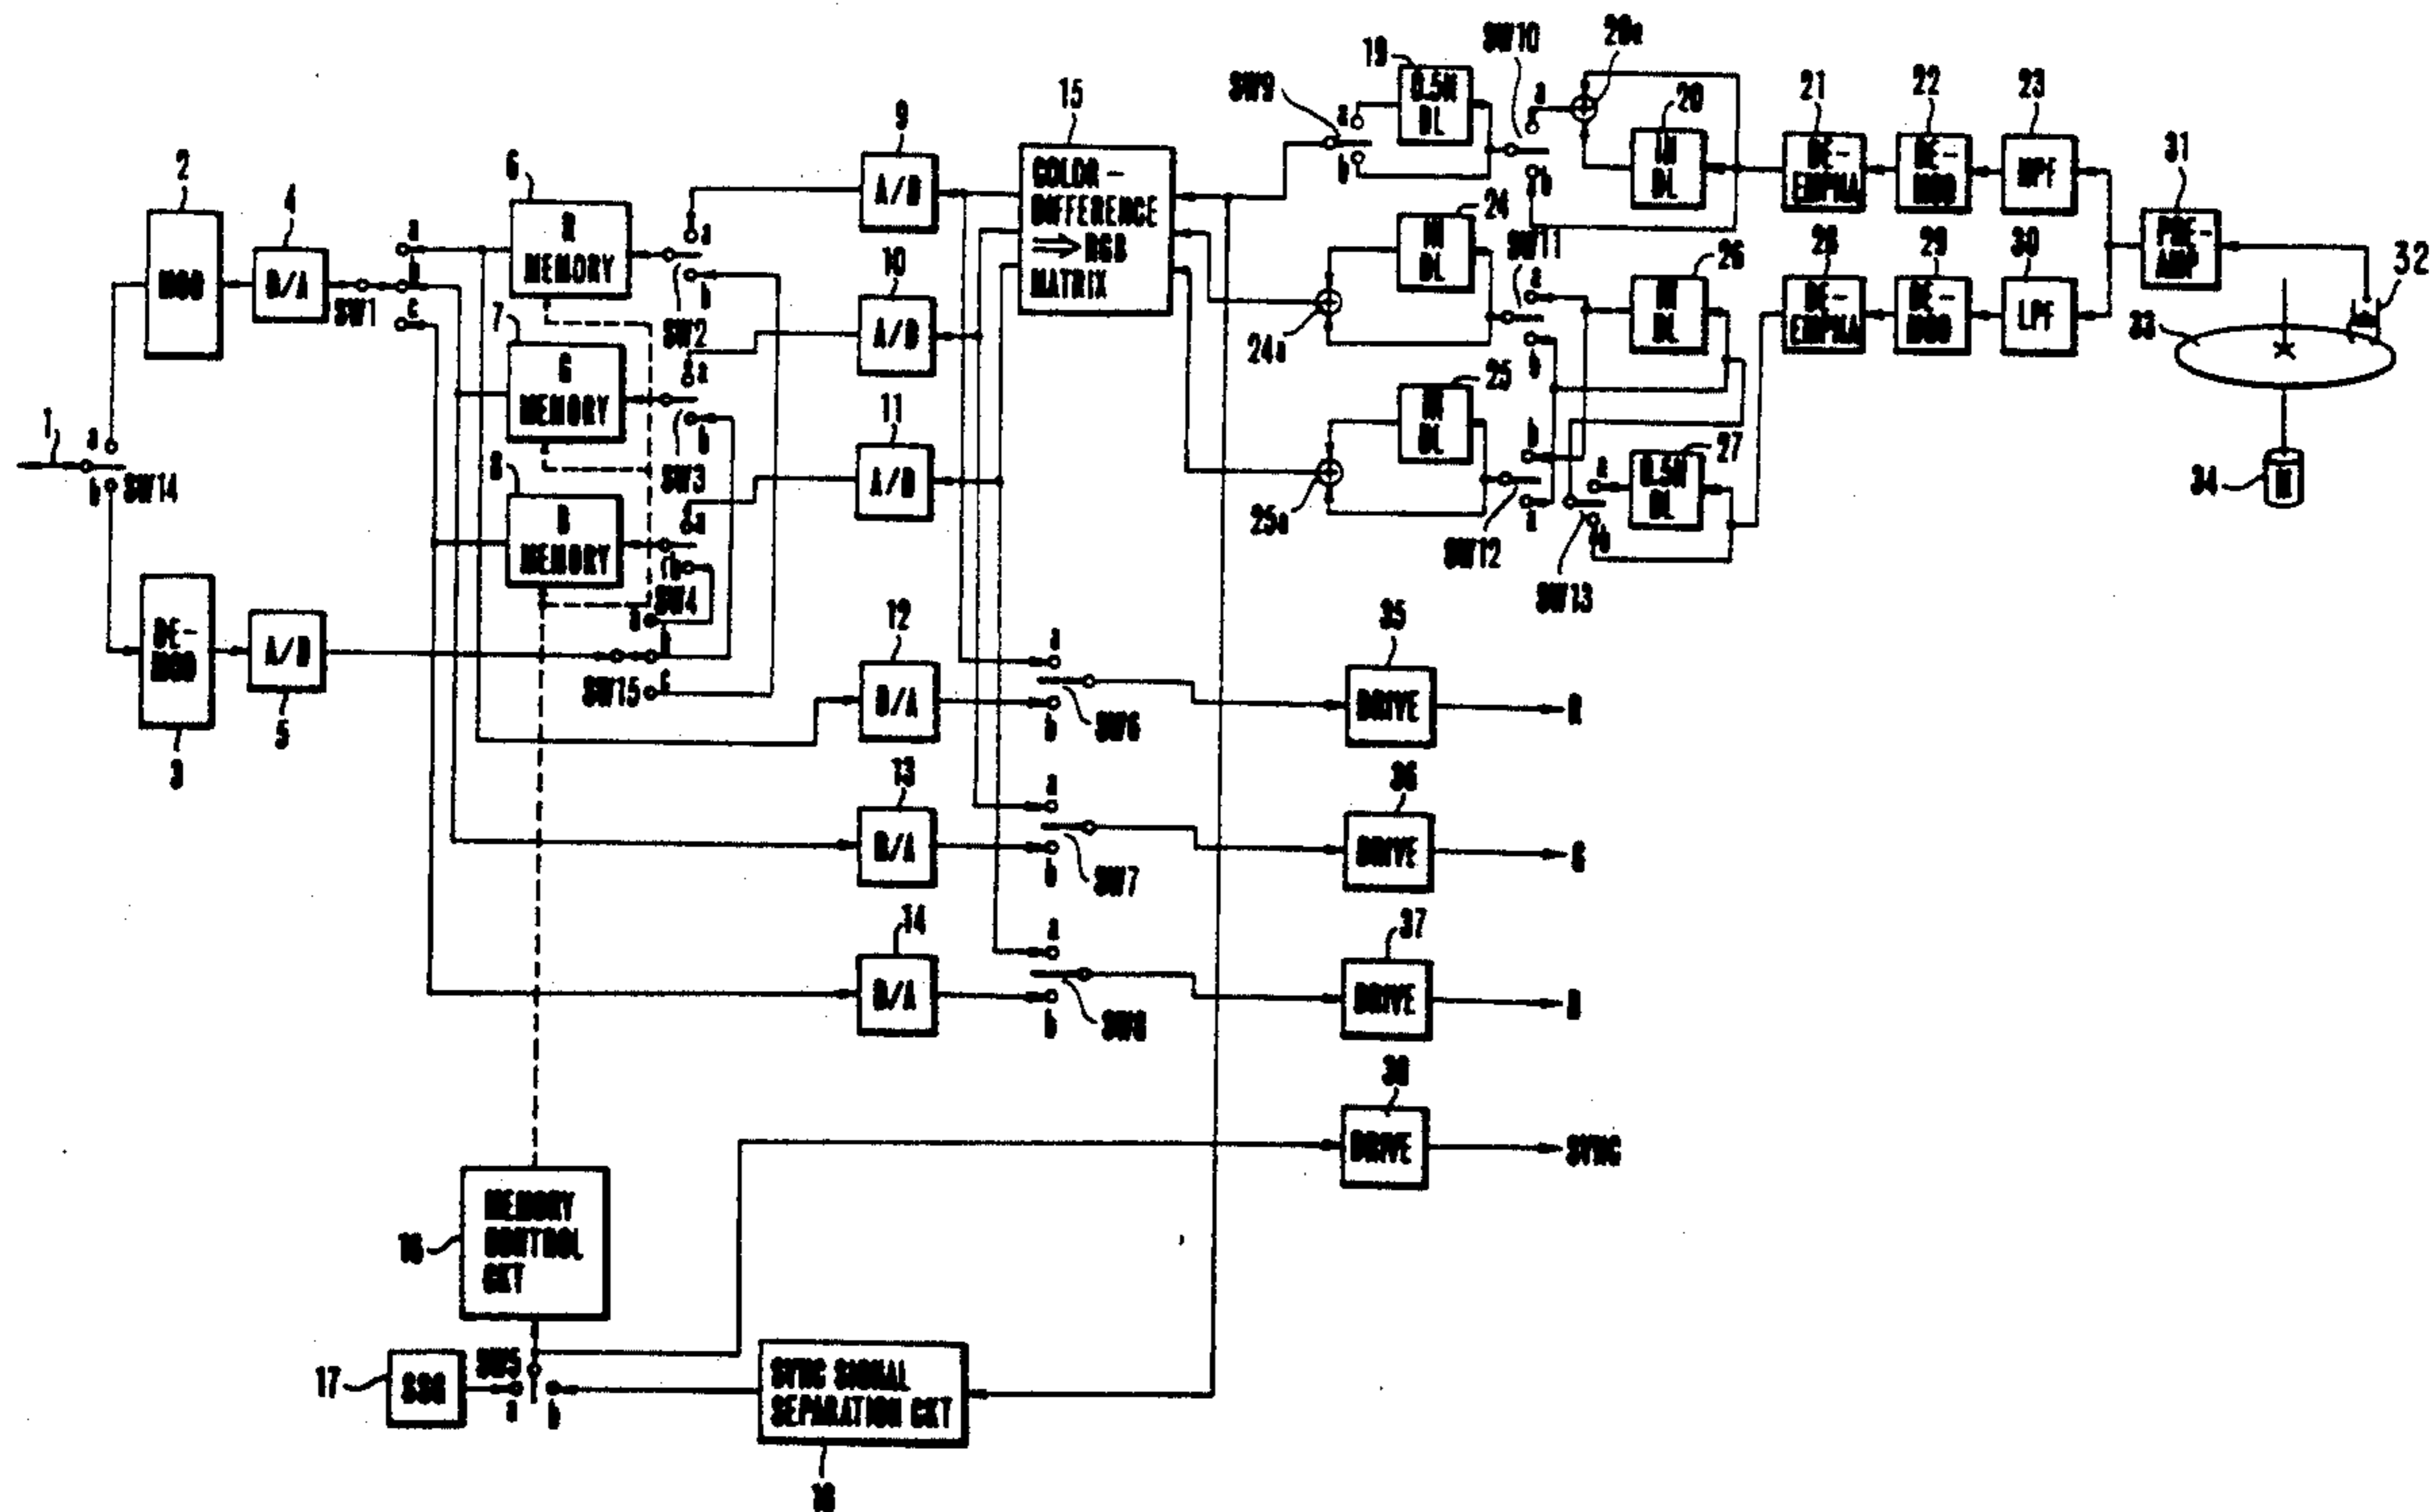 1
a
b
SW14
2
MOD
DE-
MOD
3
4
D/A
A/D
5
SW1
a
b
c
6
R
MEMORY
7
G
MEMORY
8
B
MEMORY
SW2
a
b
SW3
a
b
SW4
a
b
SW15
a
b
c
9
A/D
10
A/D
11
A/D
12
D/A
13
D/A
14
D/A
15
COLOR-
DIFFERENCE
⇒ RGB
MATRIX
SW6
a
b
SW7
a
b
SW8
a
b
SW9
a
b
19
0.5H
DL
SW10
a
b
20a
20
1H
DL
21
DE-
EMPHA
22
DE-
MOD
23
HPF
31
PRE-
AMP
32
33
34
M
24
1H
DL
24a
SW11
a
b
26
1H
DL
28
DE-
EMPHA
29
DE-
MOD
30
LPF
25
1H
DL
25a
SW12
b
a
SW13
a
b
27
0.5H
DL
35
DRIVE
R
36
DRIVE
G
37
DRIVE
B
38
DRIVE
SYNC
16
MEMORY
CONTROL
CKT
17
SSG
SW5
a
b
SYNC SIGNAL
SEPARATION CKT
18